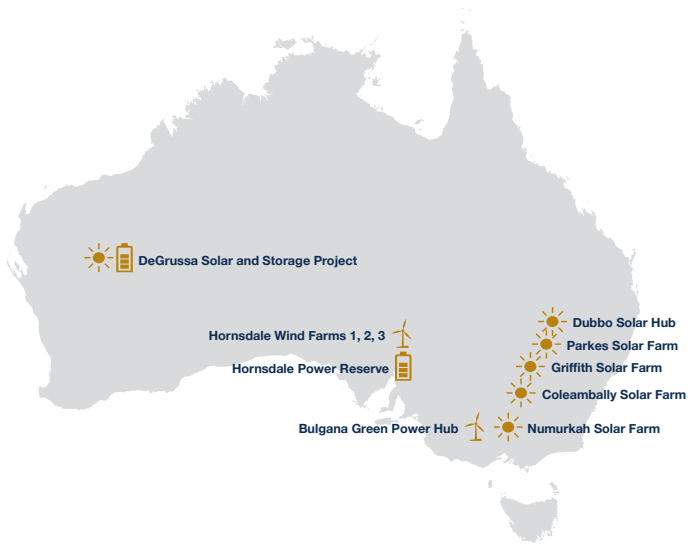 DeGrussa Solar and Storage Project
Hornsdale Wind Farms 1, 2, 3
Hornsdale Power Reserve
Bulgana Green Power Hub
Dubbo Solar Hub
Parkes Solar Farm
Griffith Solar Farm
Coleambally Solar Farm
Numurkah Solar Farm